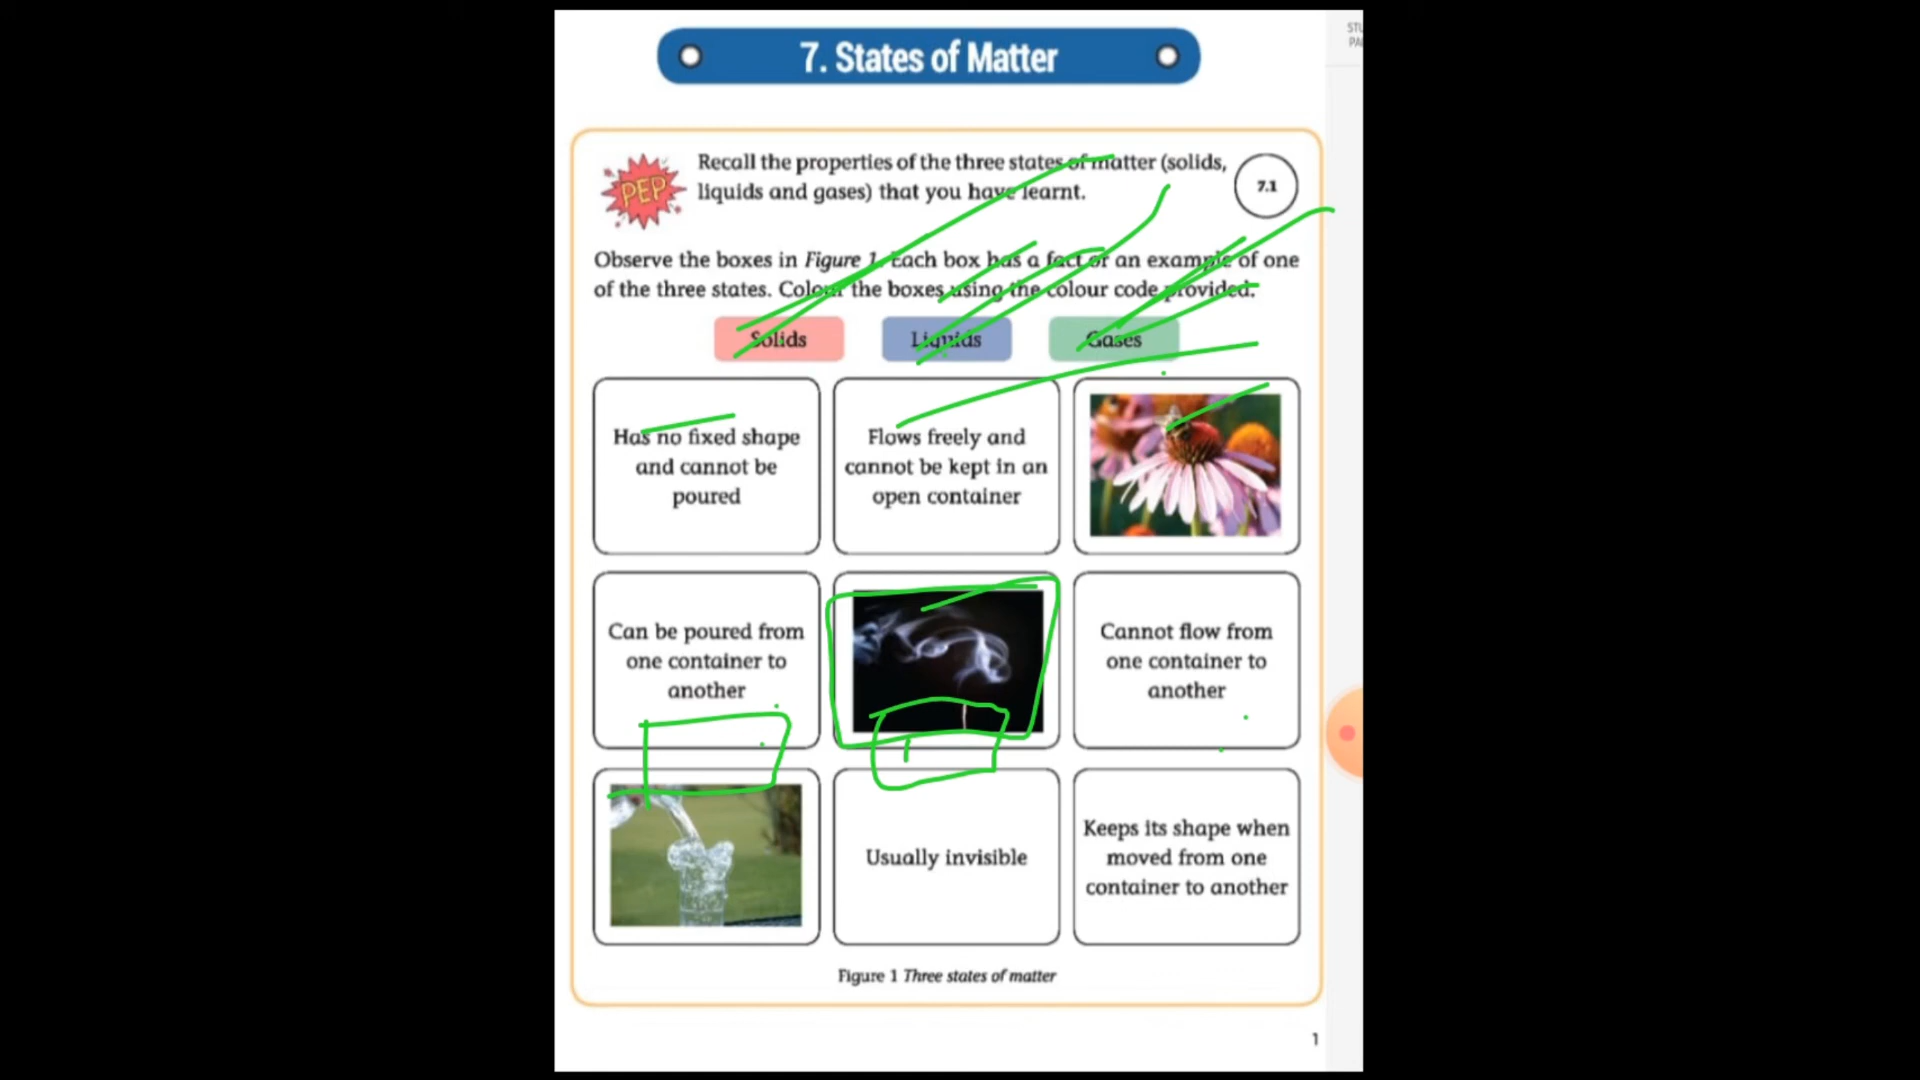 7. States of Matter
STU
PA
PEP
Recall the properties of the three states of matter (solids,
liquids and gases) that you have learnt.
7.1
Observe the boxes in Figure 1. Each box has a fact or an example of one
of the three states. Colour the boxes using the colour code provided.
Solids
Liquids
Gases
Has no fixed shape
and cannot be
poured
Flows freely and
cannot be kept in an
open container
Can be poured from
one container to
another
Cannot flow from
one container to
another
Usually invisible
Keeps its shape when
moved from one
container to another
Figure 1 Three states of matter
1